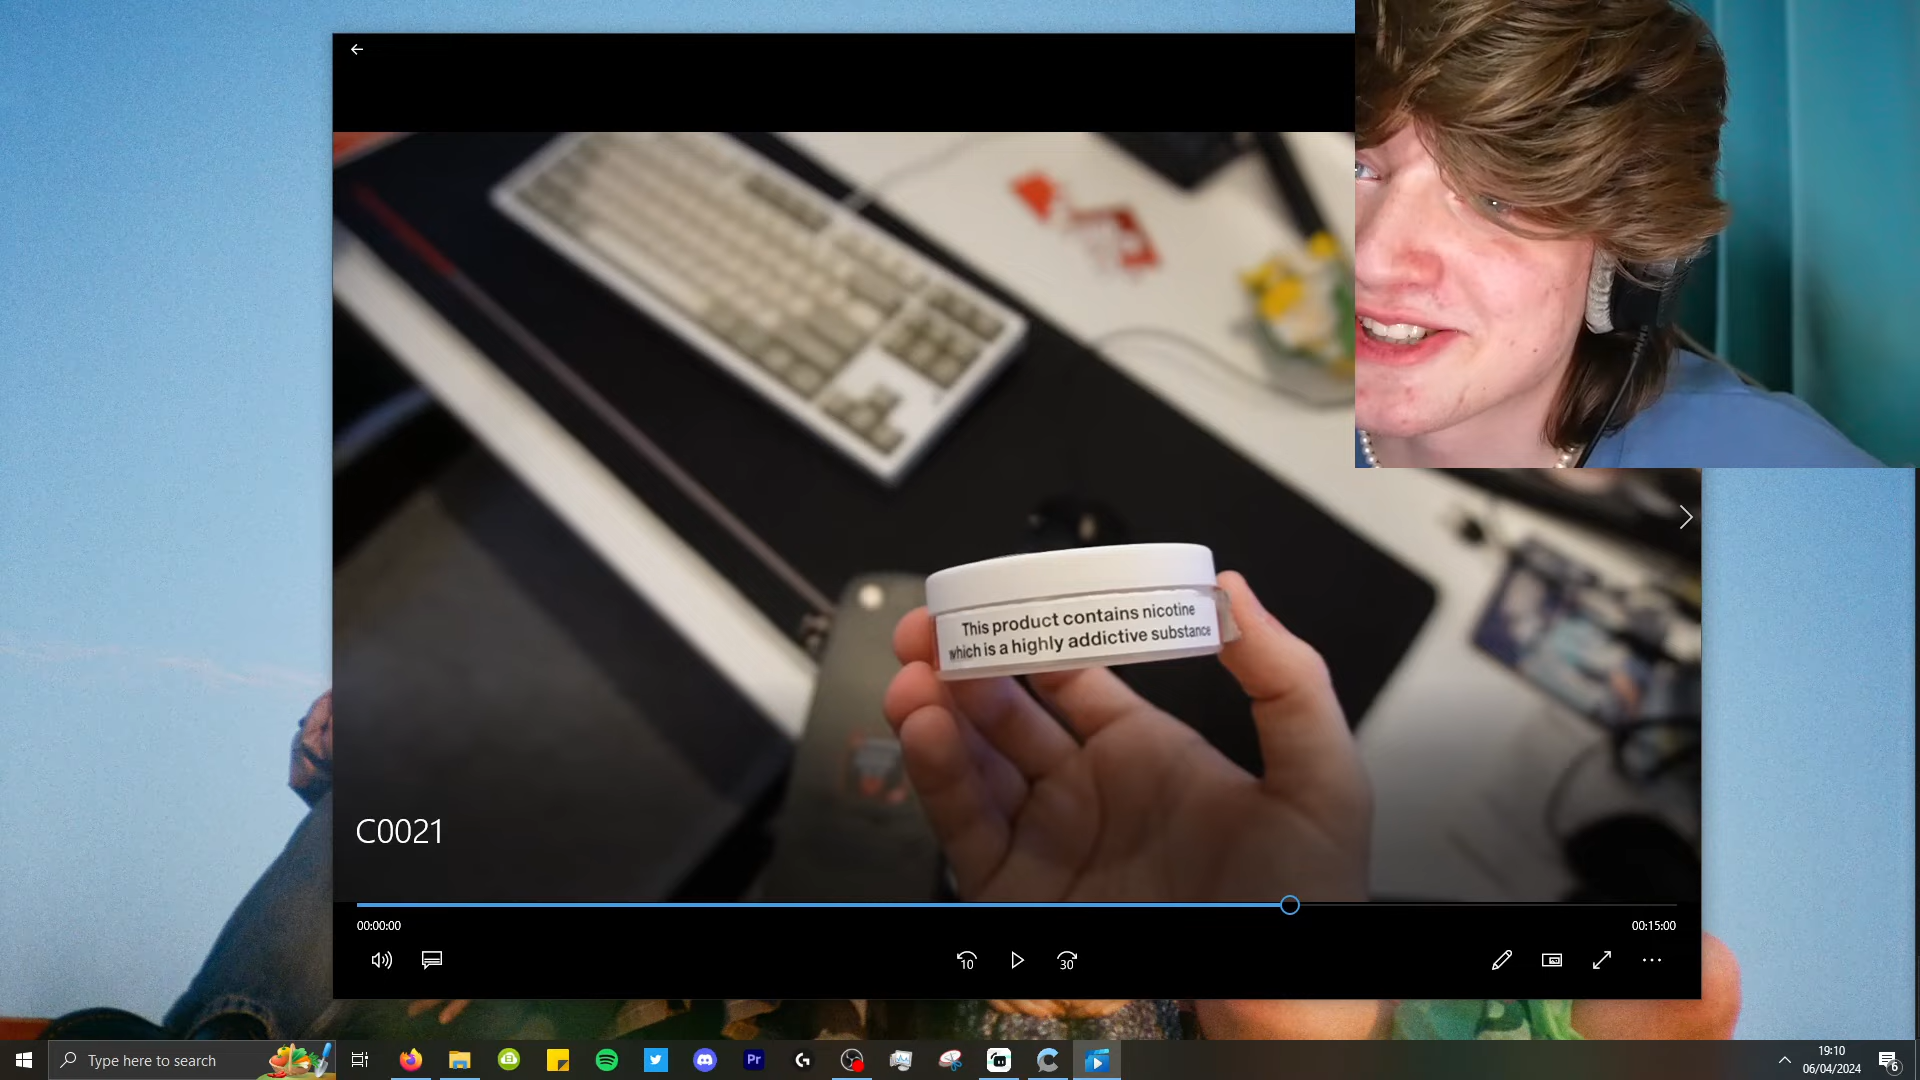 This product contains nicotine
which is a highly addictive substance
C0021
00:00:00
00:15:00
10
30
Type here to search
Pr
19:10
06/04/2024
6